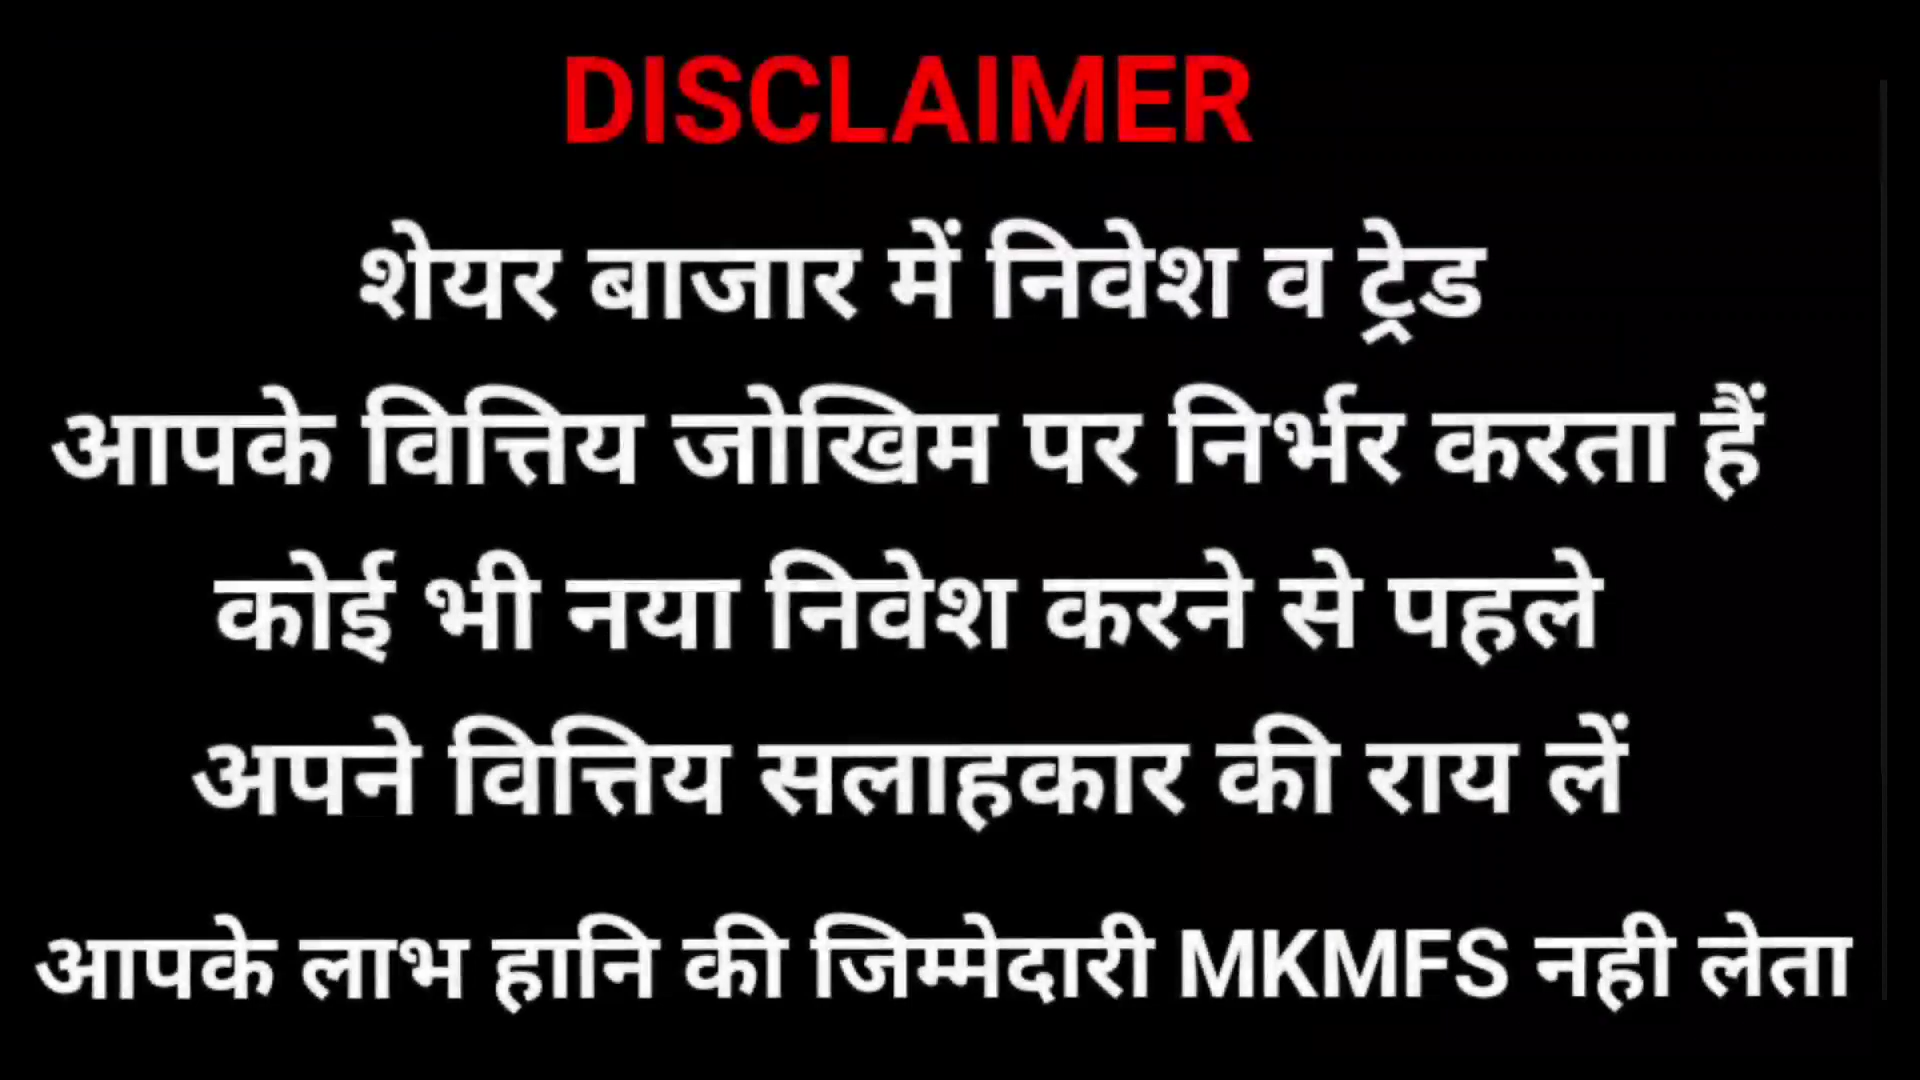 DISCLAIMER
शेयर बाजार में निवेश व ट्रेड
आपके वित्तिय जोखिम पर निर्भर करता हैं
कोई भी नया निवेश करने से पहले
अपने वित्तिय सलाहकार की राय लें
आपके लाभ हानि की जिम्मेदारी MKMFS नही लेता